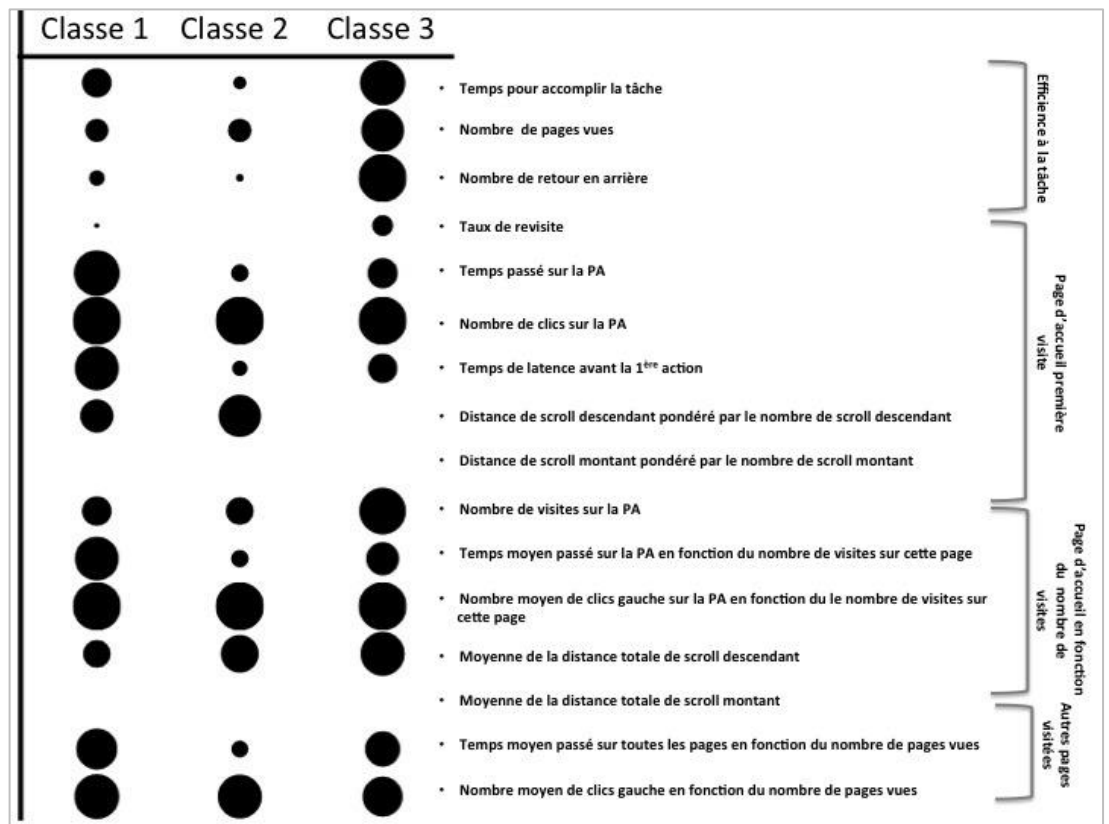 Classe 1 Classe 2 Classe 3
• Temps pour accomplir la tâche
• Nombre de pages vues
• Nombre de retour en arrière
• Taux de revisite
• Temps passé sur la PA
• Nombre de clics sur la PA
• Temps de latence avant la 1ère action
• Distance de scroll descendant pondéré par le nombre de scroll descendant
• Distance de scroll montant pondéré par le nombre de scroll montant
• Nombre de visites sur la PA
• Temps moyen passé sur la PA en fonction du nombre de visites sur cette page
• Nombre moyen de clics gauche sur la PA en fonction du le nombre de visites sur
cette page
• Moyenne de la distance totale de scroll descendant
• Moyenne de la distance totale de scroll montant
• Temps moyen passé sur toutes les pages en fonction du nombre de pages vues
• Nombre moyen de clics gauche en fonction du nombre de pages vues
Efficience à la tâche
Page d'accueil première
visite
Page d'accueil en fonction
du nombre de
visites
Autres pages
visitées